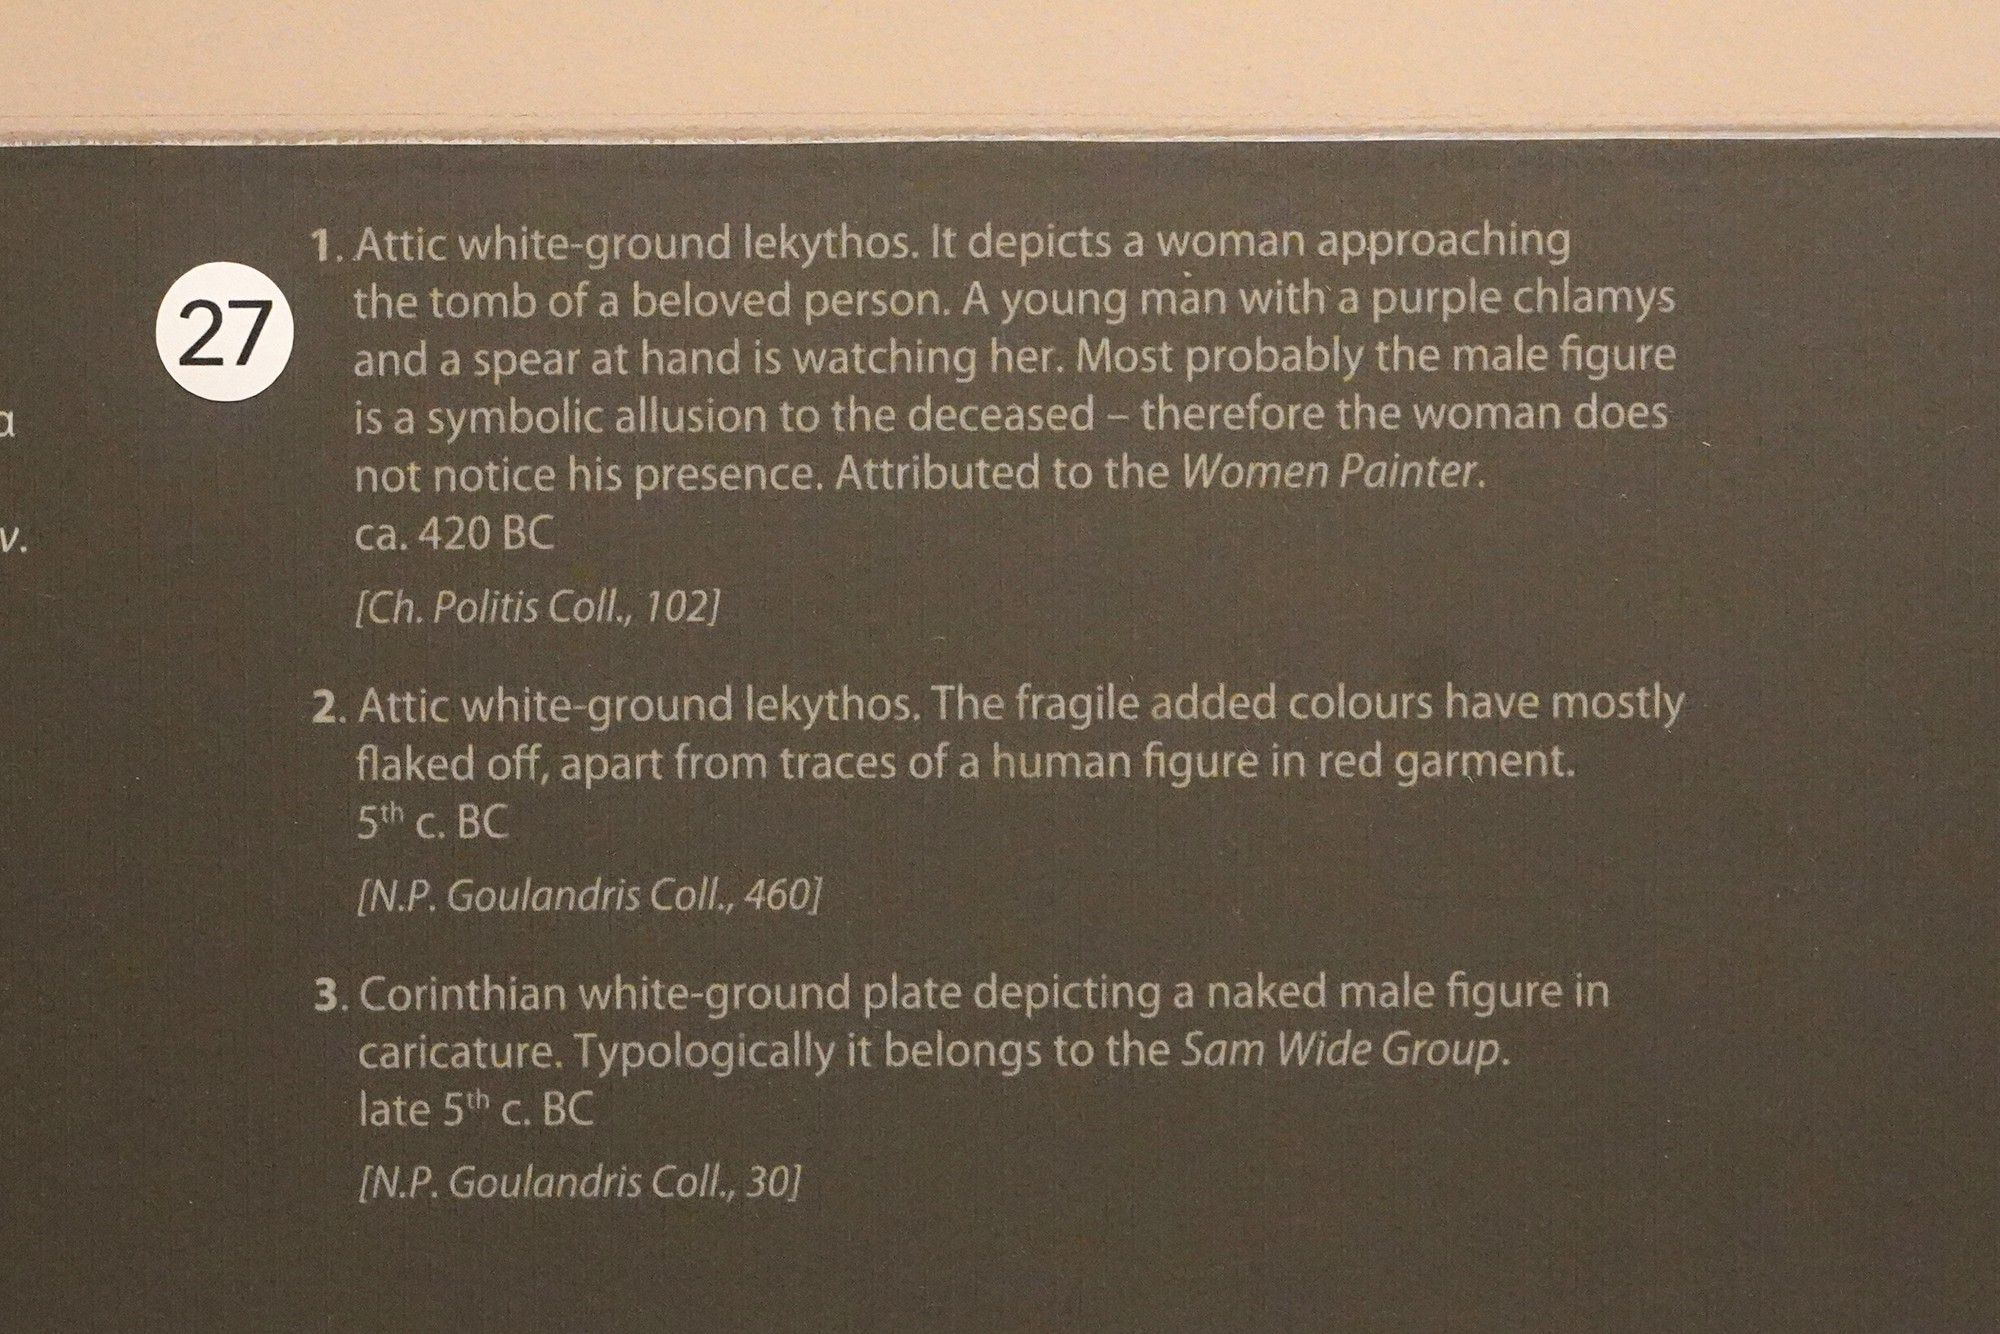 27
1. Attic white-ground lekythos. It depicts a woman approaching
the tomb of a beloved person. A young man with a purple chlamys
and a spear at hand is watching her. Most probably the male figure
is a symbolic allusion to the deceased – therefore the woman does
not notice his presence. Attributed to the Women Painter.
ca. 420 BC
[Ch. Politis Coll., 102]
2. Attic white-ground lekythos. The fragile added colours have mostly
flaked off, apart from traces of a human figure in red garment.
5th c. BC
[N.P. Goulandris Coll., 460]
3. Corinthian white-ground plate depicting a naked male figure in
caricature. Typologically it belongs to the Sam Wide Group.
late 5th c. BC
[N.P. Goulandris Coll., 30]